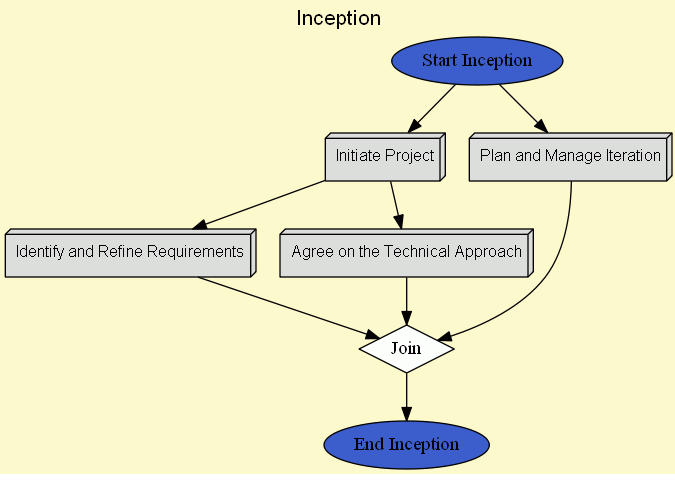 Inception
Start Inception
Initiate Project
Plan and Manage Iteration
Identify and Refine Requirements
Agree on the Technical Approach
Join
End Inception